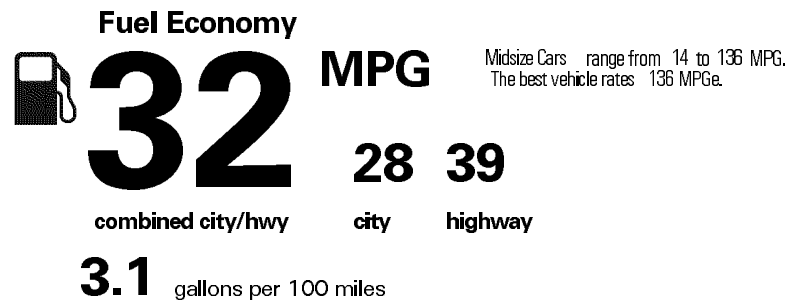 Fuel Economy
32 MPG
Midsize Cars range from 14 to 136 MPG.
The best vehicle rates 136 MPGe.
28 39
combined city/hwy city highway
3.1 gallons per 100 miles